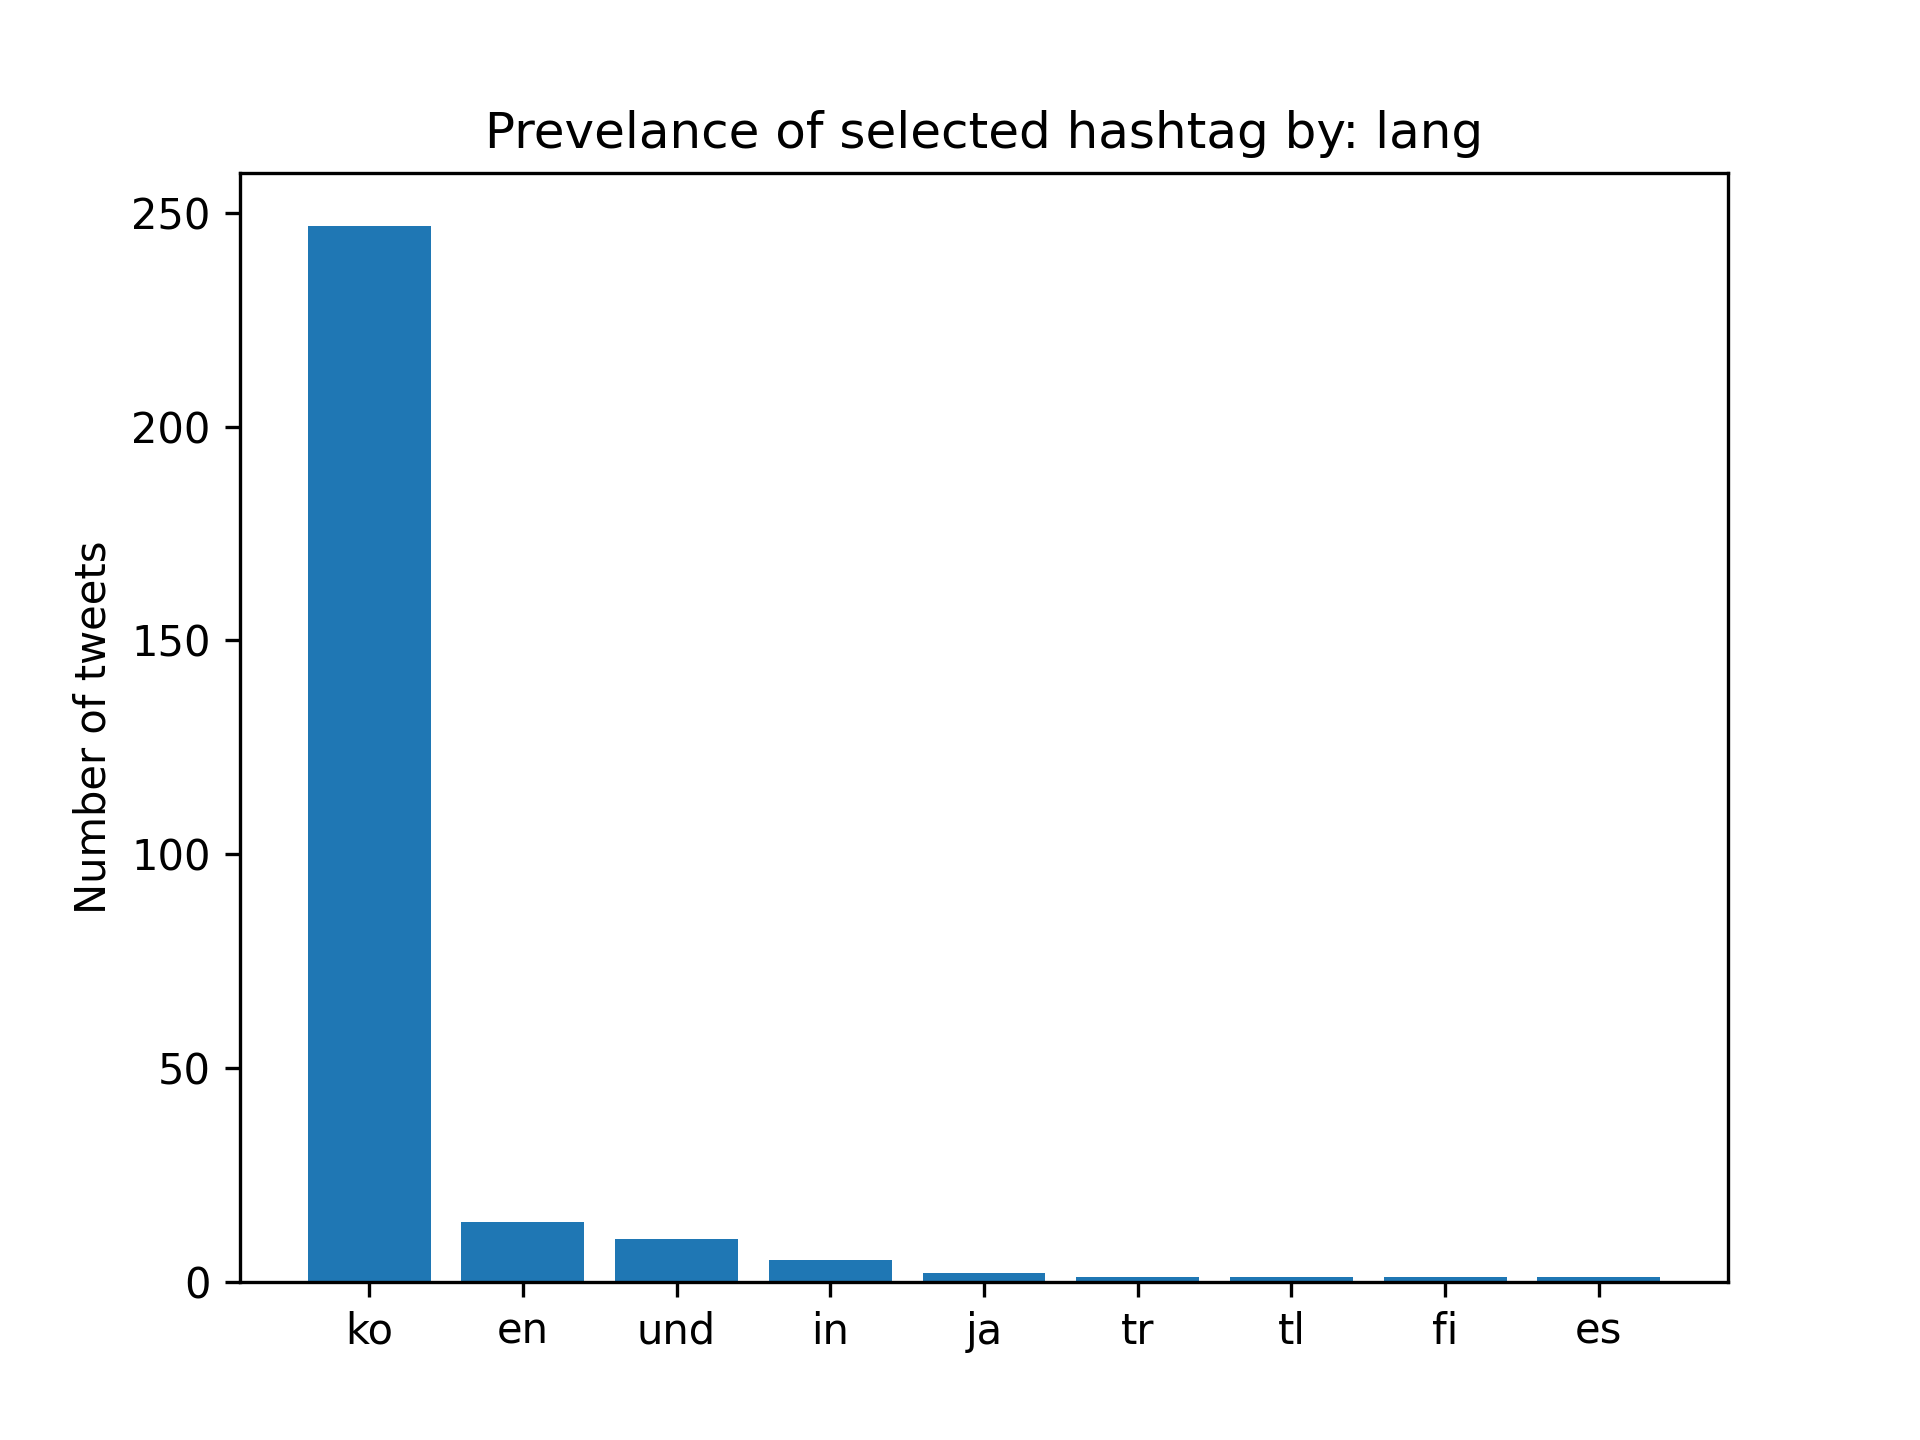 Prevelance of selected hashtag by: lang
Number of tweets
250
200
150
100
50
0
ko en und in ja tr tl fi es